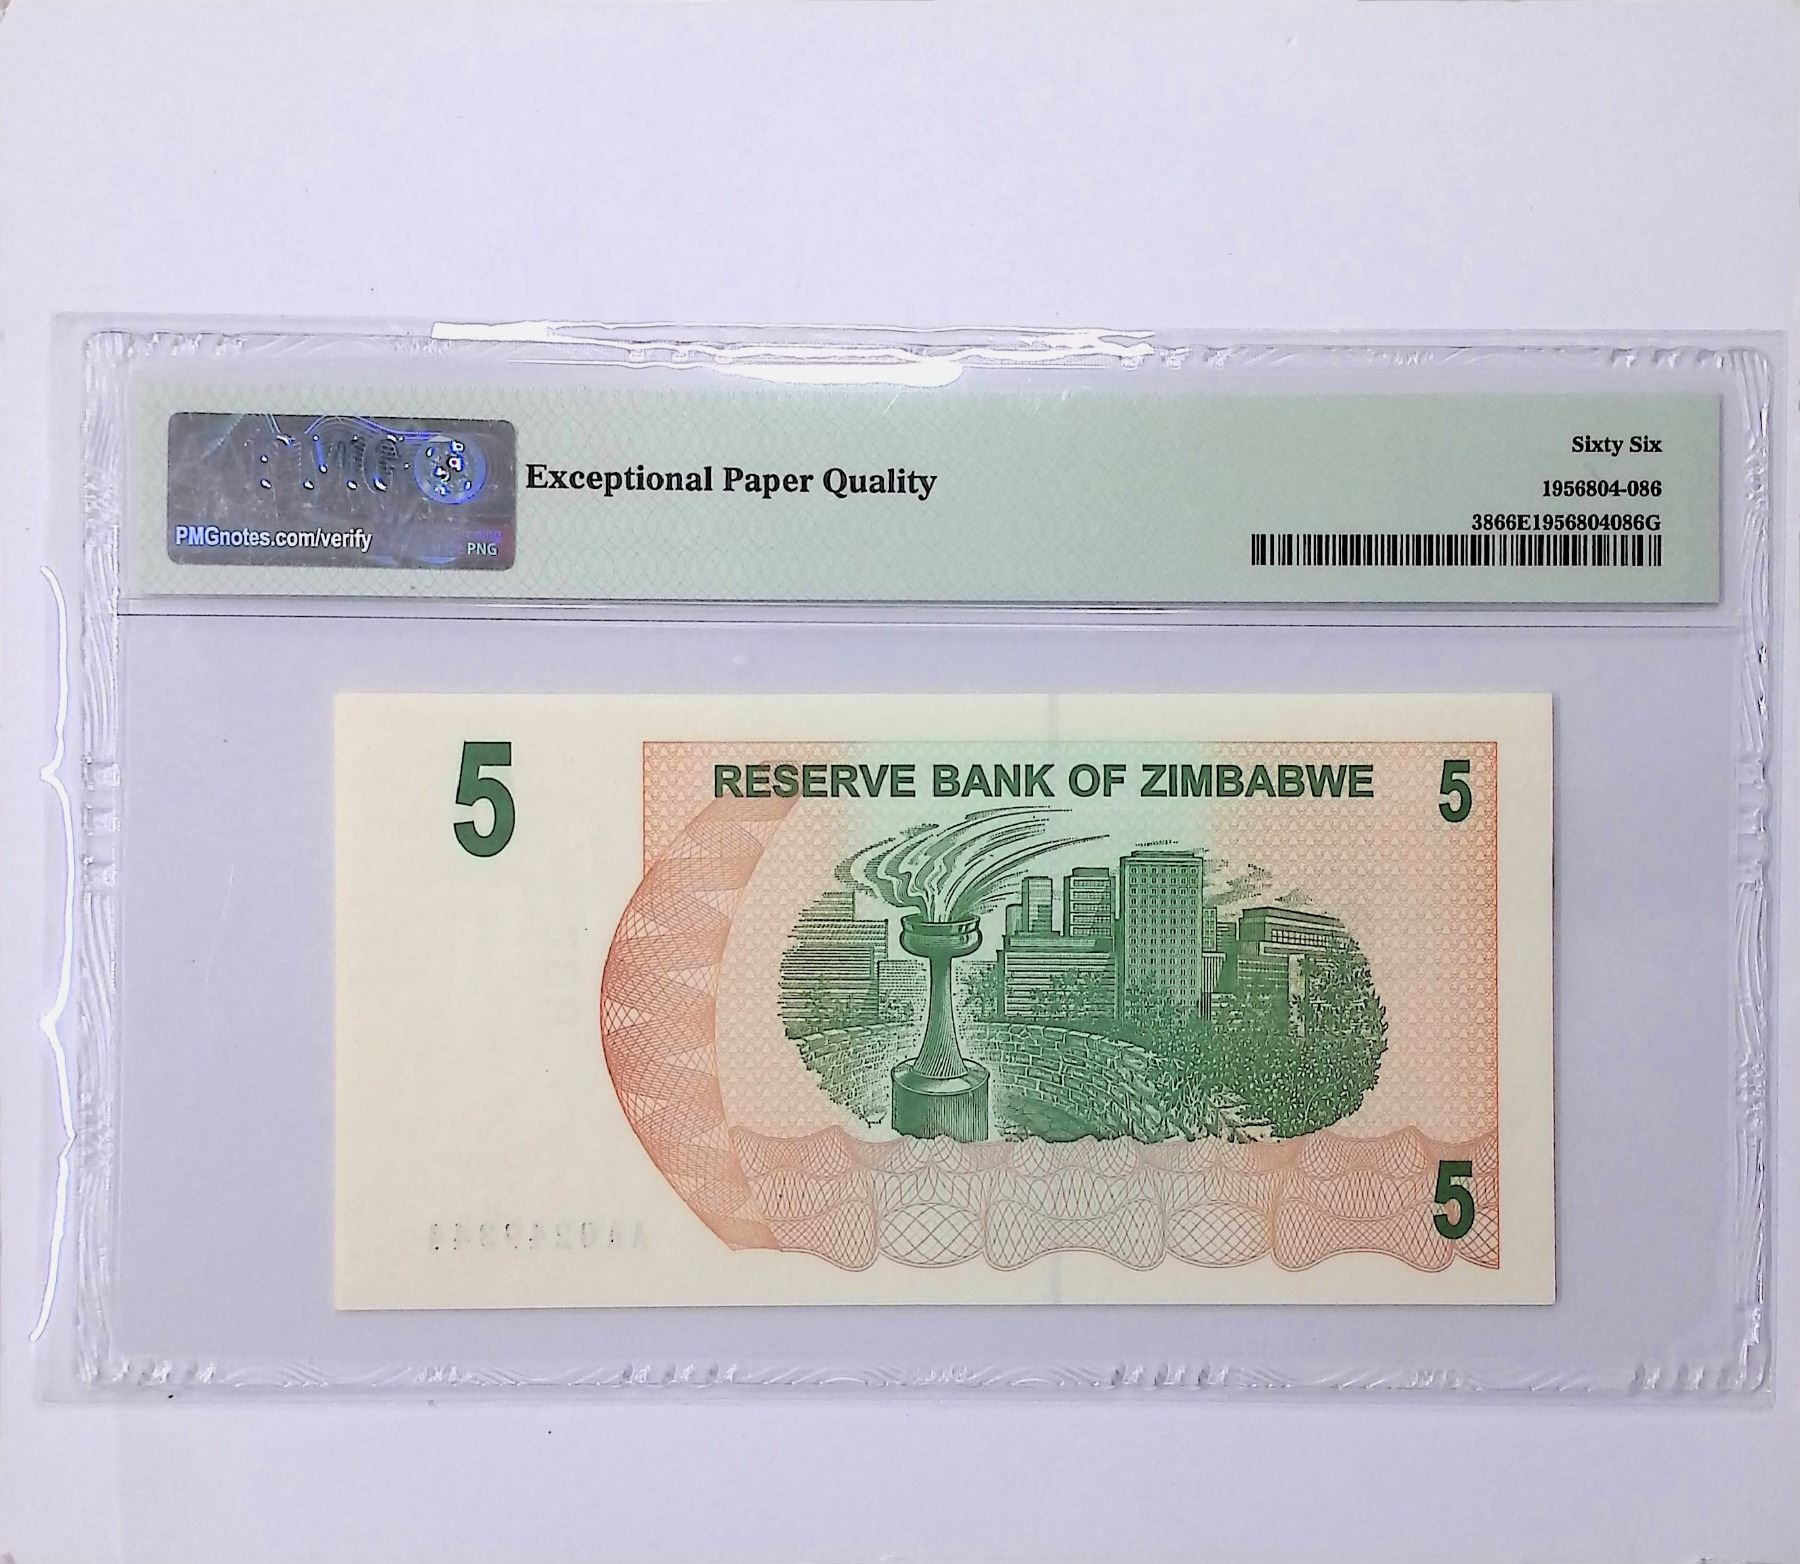 Exceptional Paper Quality
Sixty Six
1956804-086
3866E1956804086G
PMGnotes.com/verify
PNG
5
RESERVE BANK OF ZIMBABWE
5
5